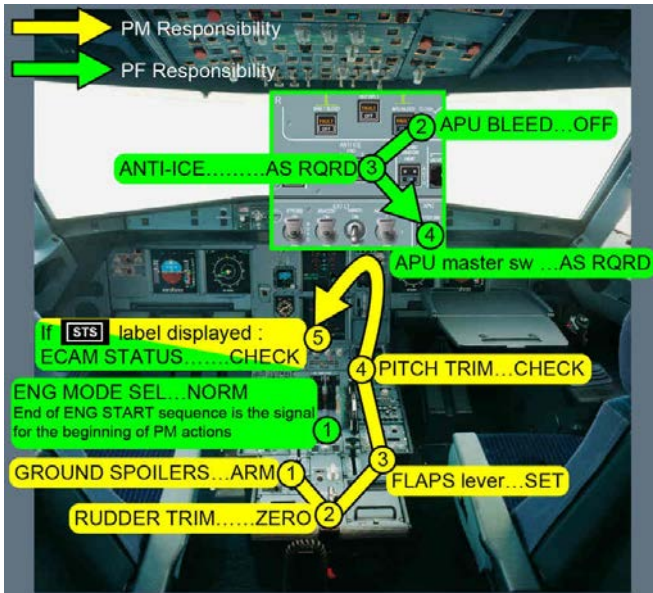 PM Responsibility
PF Responsibility
R
FAULT
OFF
2 APU BLEED...OFF
ANTI-ICE.........AS RQRD 3
4
APU master sw ...AS RQRD
If STS label displayed :
ECAM STATUS.......CHECK
5
4 PITCH TRIM...CHECK
ENG MODE SEL...NORM
End of ENG START sequence is the signal
for the beginning of PM actions
1
GROUND SPOILERS...ARM 1
3
FLAPS lever...SET
RUDDER TRIM......ZERO 2